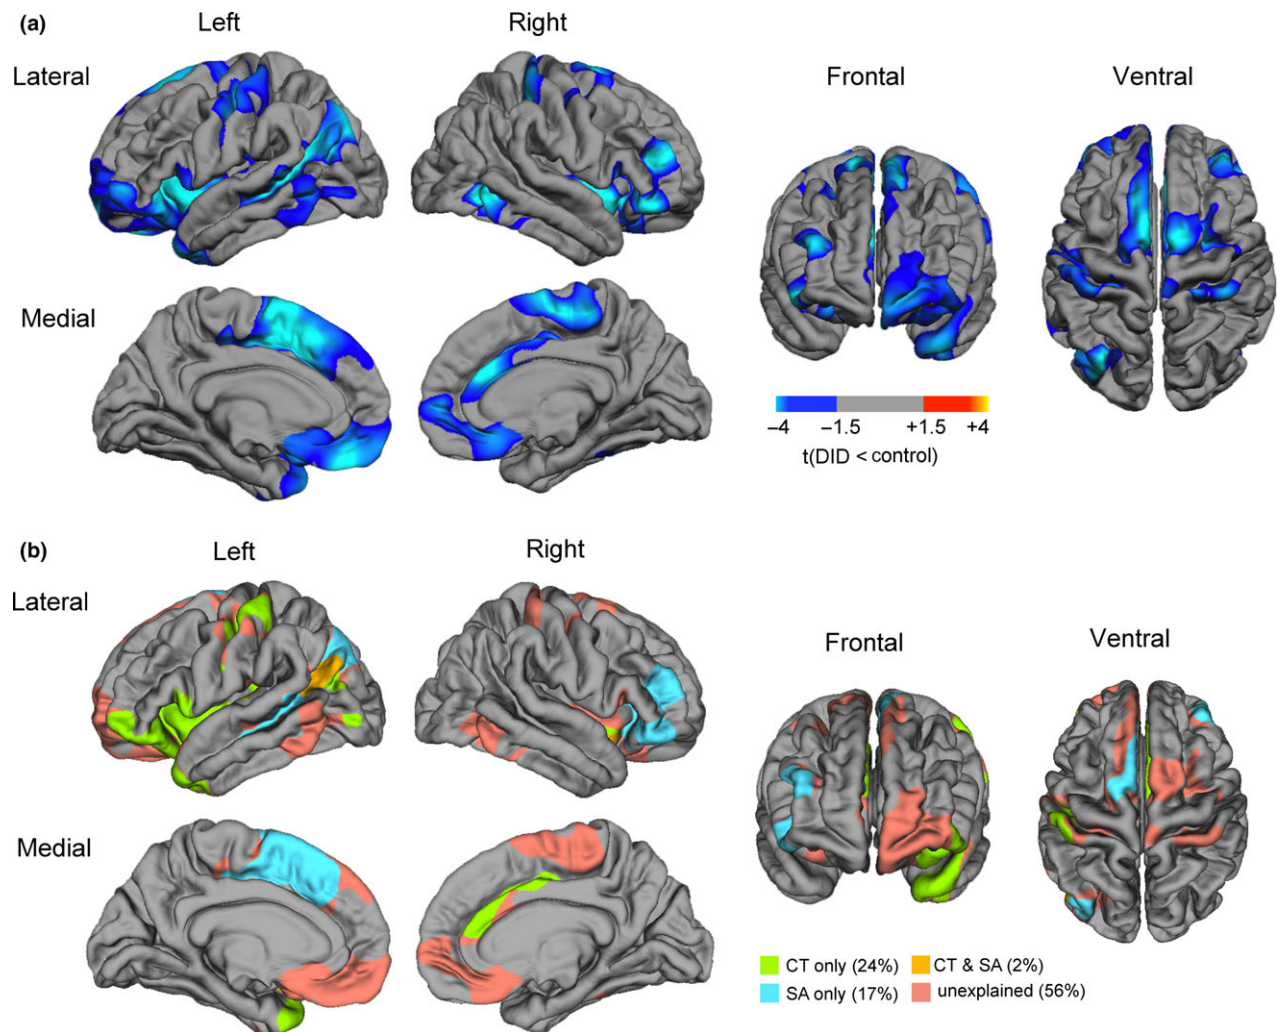 (a)
Left
Right
Lateral
Frontal
Ventral
Medial
−4 −1.5 +1.5 +4
t(DID < control)
(b)
Left
Right
Lateral
Frontal
Ventral
Medial
CT only (24%)
CT & SA (2%)
SA only (17%)
unexplained (56%)